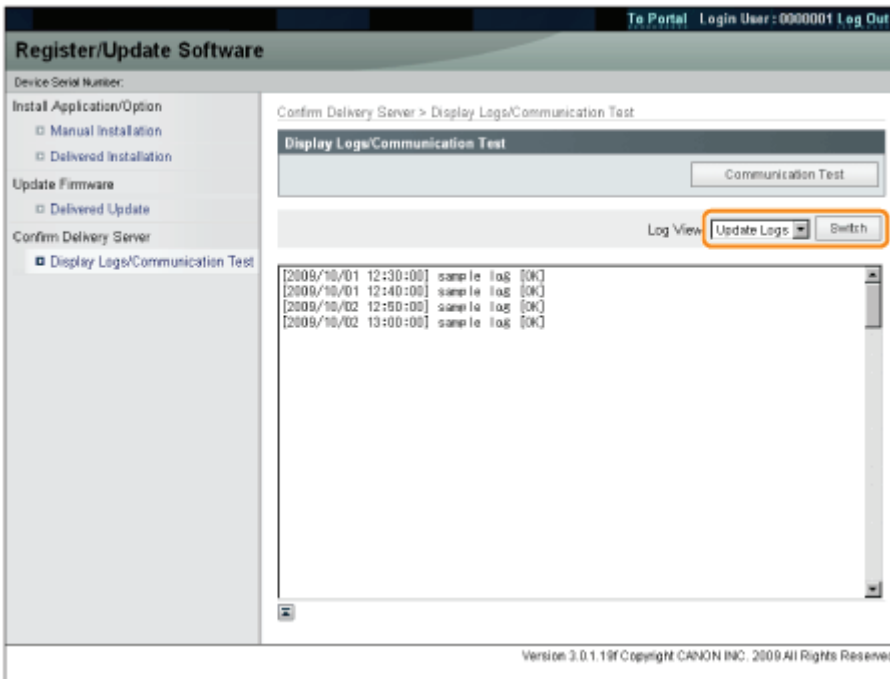 To Portal Login User : 0000001 Log Out
Register/Update Software
Device Serial Number:
Install Application/Option
Manual Installation
Delivered Installation
Update Firmware
Delivered Update
Confirm Delivery Server
Display Logs/Communication Test
Confirm Delivery Server > Display Logs/Communication Test
Display Logs/Communication Test
Communication Test
Log View Update Logs Switch
[2009/10/01 12:30:00] sample log [OK]
[2009/10/01 12:40:00] sample log [OK]
[2009/10/02 12:50:00] sample log [OK]
[2009/10/02 13:00:00] sample log [OK]
Version 3.0.1.19f Copyright CANON INC. 2009 All Rights Reserve